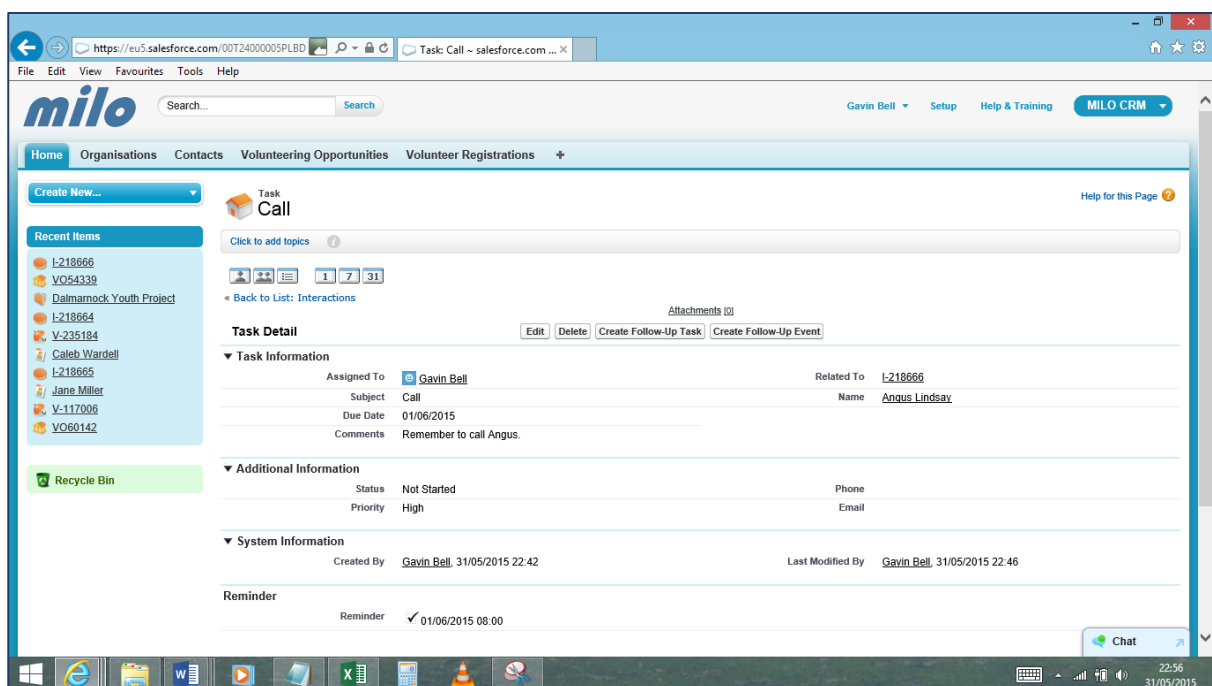 https://eu5.salesforce.com/00T24000005PLBD
Task: Call ~ salesforce.com ...
File Edit View Favourites Tools Help
milo
Search...
Search
Gavin Bell
Setup
Help & Training
MILO CRM
Home Organisations Contacts Volunteering Opportunities Volunteer Registrations +
Create New...
Recent Items
I-218666
VO54339
Dalmarnock Youth Project
I-218664
V-235184
Caleb Wardell
I-218665
Jane Miller
V-117006
VO60142
Recycle Bin
Task
Call
Help for this Page
Click to add topics
1 7 31
« Back to List: Interactions
Attachments [0]
Task Detail
Edit Delete Create Follow-Up Task Create Follow-Up Event
Task Information
Assigned To Gavin Bell Related To I-218666
Subject Call Name Angus Lindsay
Due Date 01/06/2015
Comments Remember to call Angus.
Additional Information
Status Not Started Phone
Priority High Email
System Information
Created By Gavin Bell, 31/05/2015 22:42 Last Modified By Gavin Bell, 31/05/2015 22:46
Reminder
Reminder 01/06/2015 08:00
Chat
22:56
31/05/2015